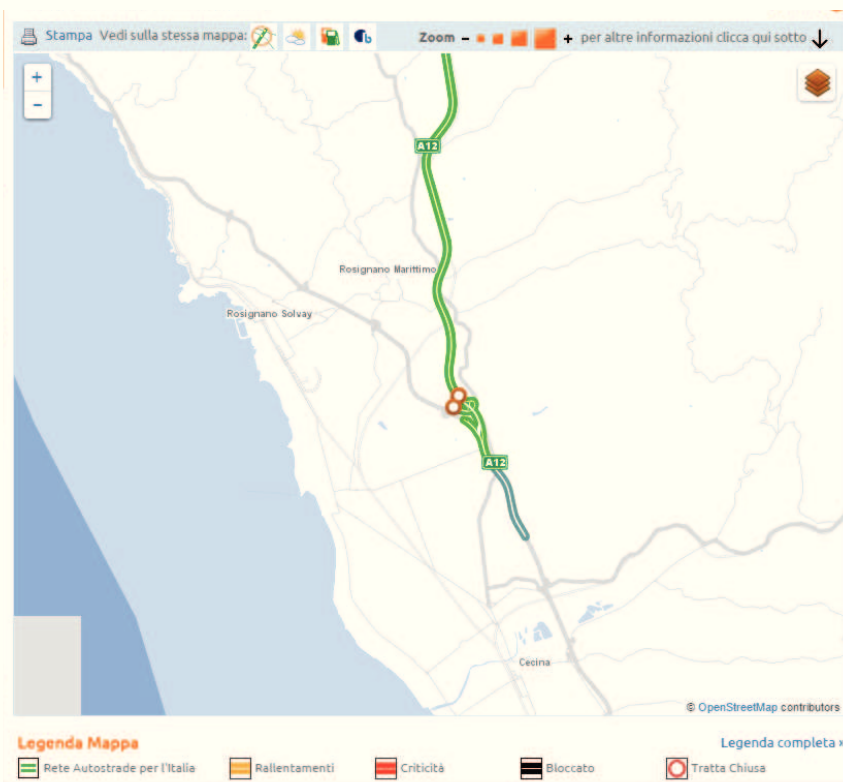 Stampa Vedi sulla stessa mappa: Zoom - + per altre informazioni clicca qui sotto ↓
+
-
A12
Rosignano Marittimo
Rosignano Solvay
A12
Cecina
© OpenStreetMap contributors
Legenda Mappa Legenda completa »
Rete Autostrade per l'Italia Rallentamenti Criticità Bloccato Tratta Chiusa